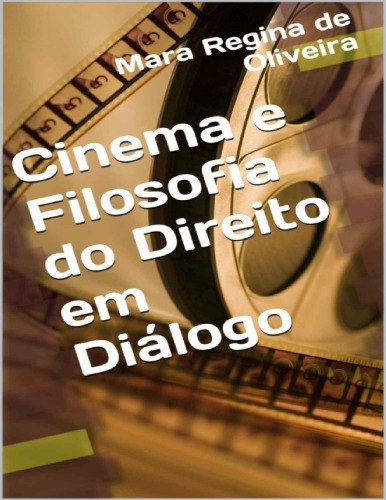 Mara Regina de
Oliveira
Cinema e
Filosofia
do Direito
em
Diálogo